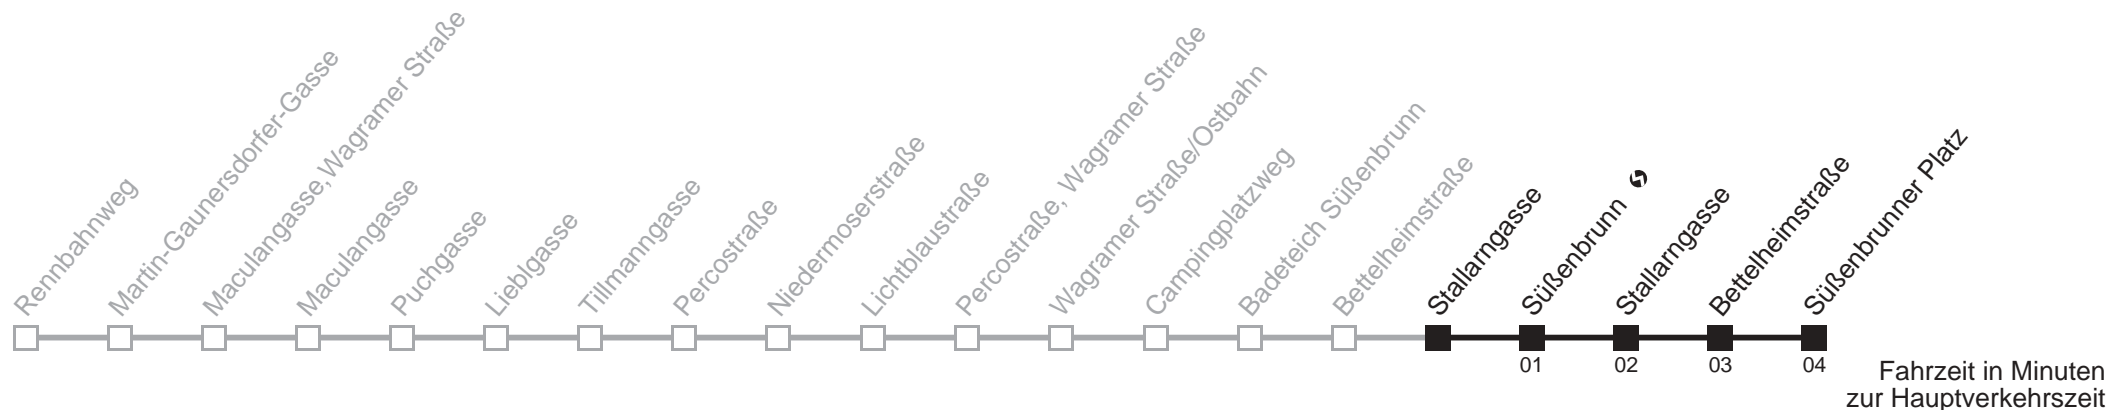 Rennbahnweg
Martin-Gaunersdorfer-Gasse
Maculangasse, Wagramer Straße
Maculangasse
Puchgasse
Lieblgasse
Tillmanngasse
Percostraße
Niedermoserstraße
Lichtblaustraße
Percostraße, Wagramer Straße
Wagramer Straße/Ostbahn
Campingplatzweg
Badeteich Süßenbrunn
Bettelheimstraße
Stallarngasse
Süßenbrunn
Stallarngasse
Bettelheimstraße
Süßenbrunner Platz
01
02
03
04
Fahrzeit in Minuten
zur Hauptverkehrszeit